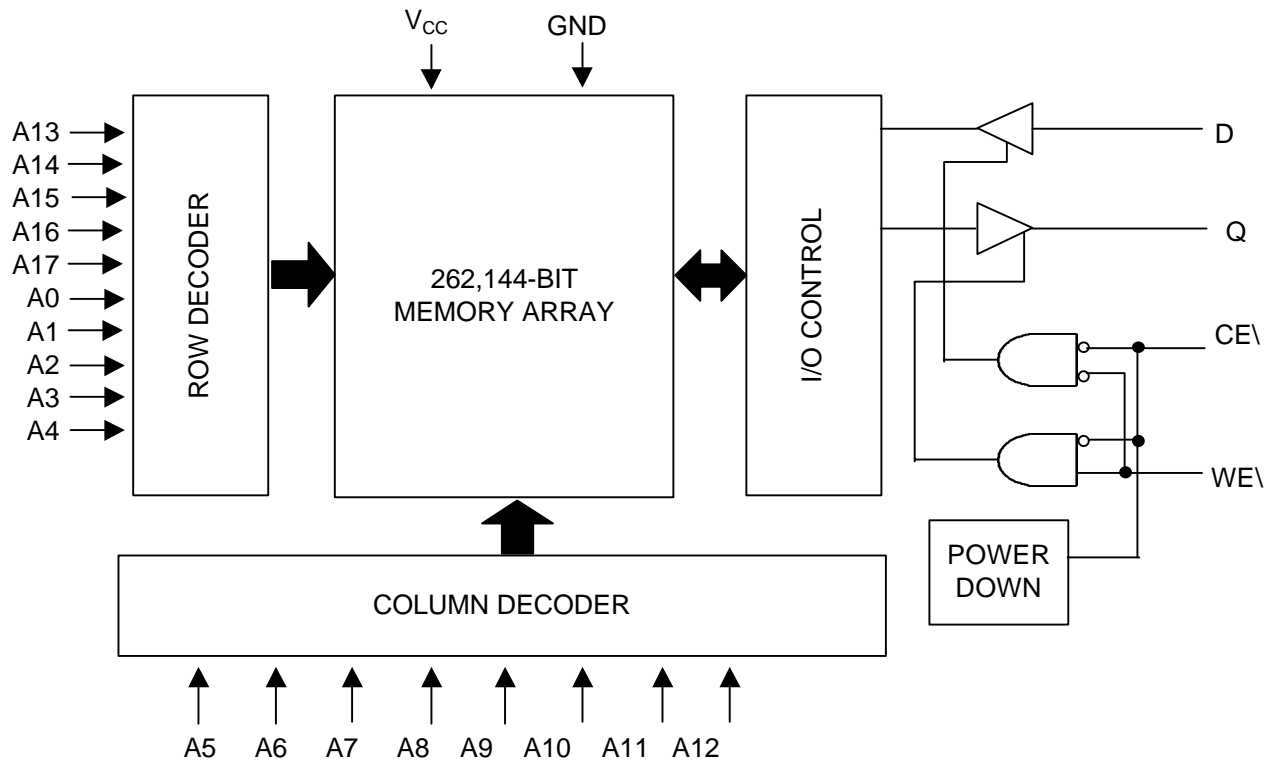 V_CC
GND
A13
A14
A15
A16
A17
A0
A1
A2
A3
A4
ROW DECODER
262,144-BIT
MEMORY ARRAY
I/O CONTROL
D
Q
CE\
WE\
POWER
DOWN
COLUMN DECODER
A5 A6 A7 A8 A9 A10 A11 A12